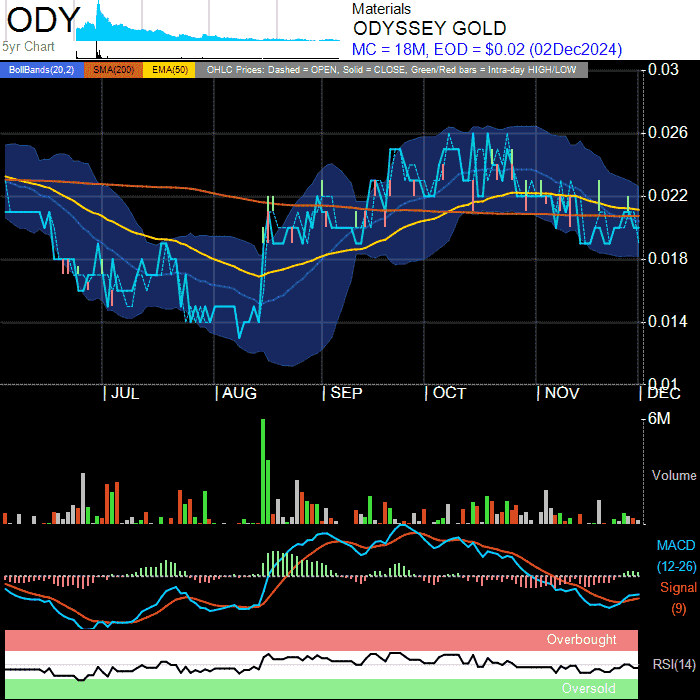 ODY
5yr Chart
Materials
ODYSSEY GOLD
MC = 18M, EOD = $0.02 (02Dec2024)
BollBands(20,2) SMA(200) EMA(50) OHLC Prices: Dashed = OPEN, Solid = CLOSE, Green/Red bars = Intra-day HIGH/LOW
0.03
0.026
0.022
0.018
0.014
0.01
JUL AUG SEP OCT NOV DEC
6M
Volume
MACD
(12-26)
Signal
(9)
Overbought
RSI(14)
Oversold